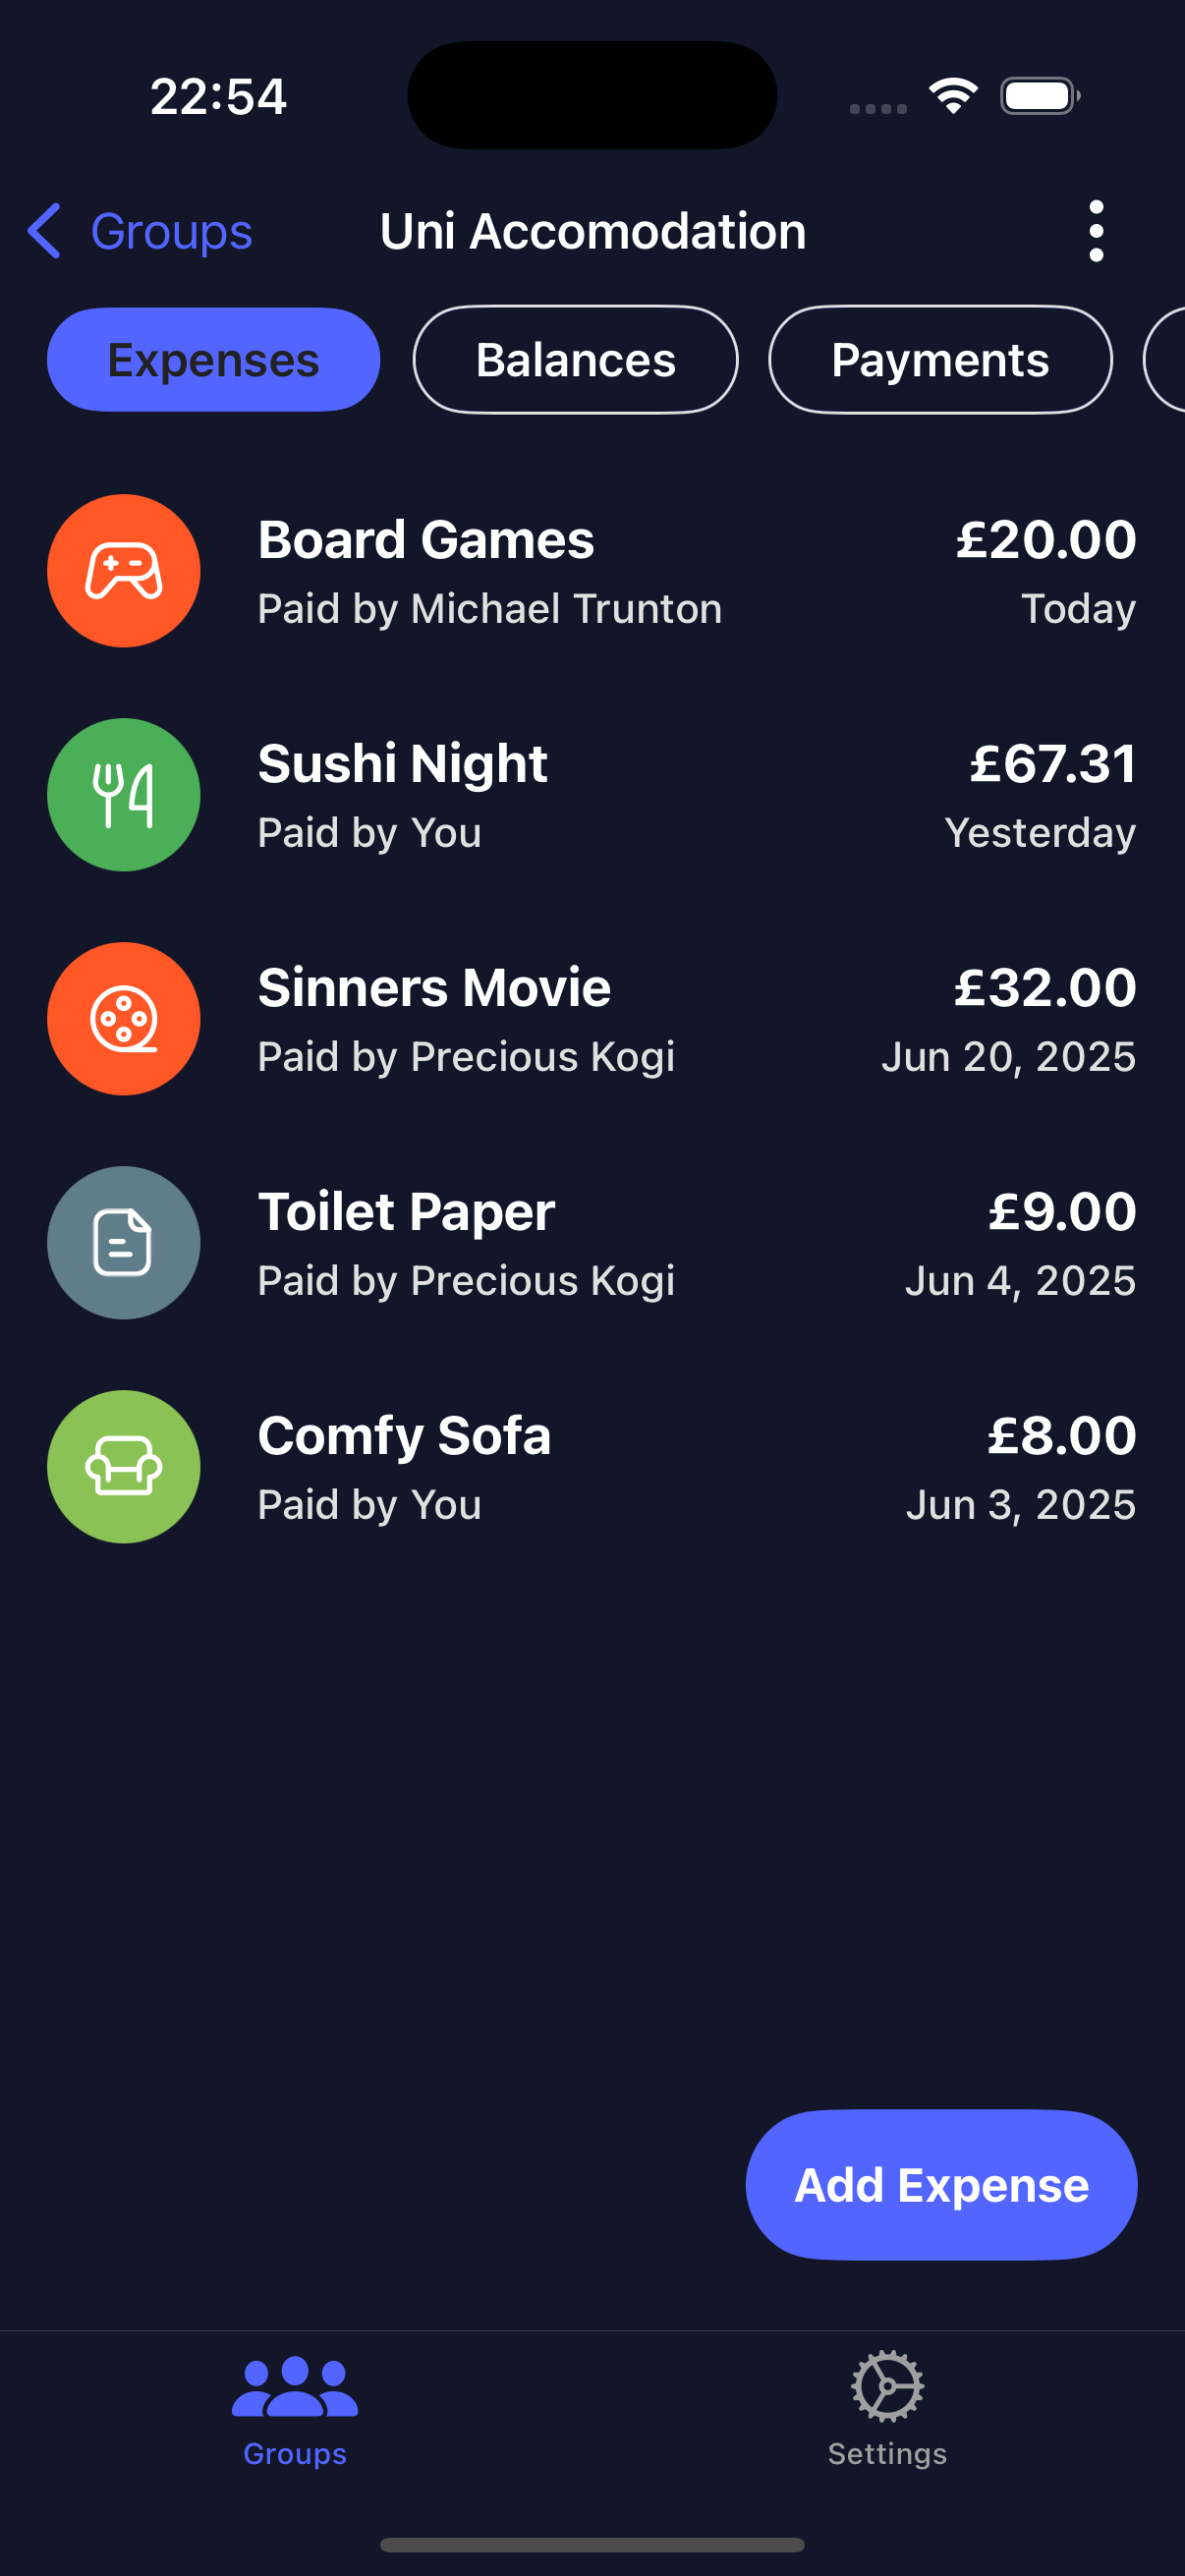 22:54
Groups
Uni Accomodation
Expenses
Balances
Payments
Board Games
£20.00
Paid by Michael Trunton
Today
Sushi Night
£67.31
Paid by You
Yesterday
Sinners Movie
£32.00
Paid by Precious Kogi
Jun 20, 2025
Toilet Paper
£9.00
Paid by Precious Kogi
Jun 4, 2025
Comfy Sofa
£8.00
Paid by You
Jun 3, 2025
Add Expense
Groups
Settings